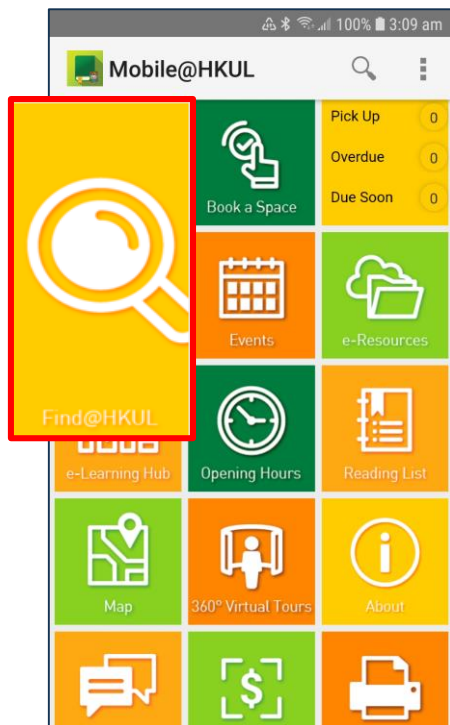 100% 3:09 am
Mobile@HKUL
Pick Up 0
Overdue 0
Due Soon 0
Book a Space
Events
e-Resources
Find@HKUL
e-Learning Hub
Opening Hours
Reading List
Map
360° Virtual Tours
About